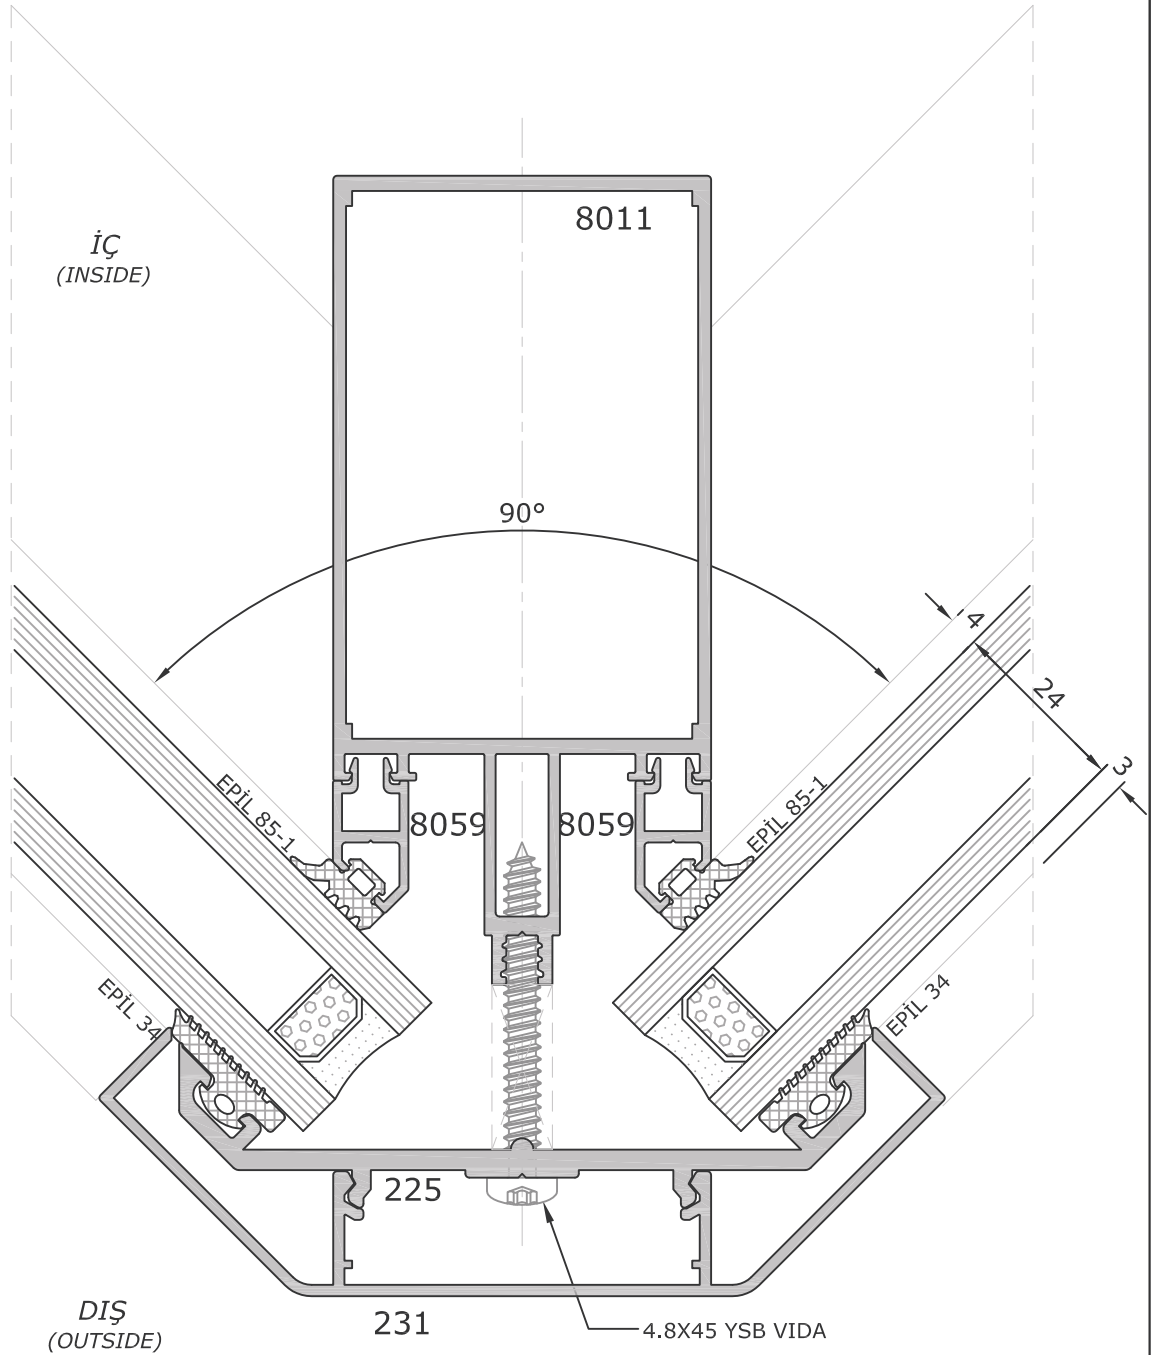 8011
İÇ
(INSIDE)
90°
4
24
3
EPİL 85-1
8059
8059
EPİL 85-1
EPİL 34
EPİL 34
225
DIŞ
(OUTSIDE)
231
4.8X45 YSB VIDA